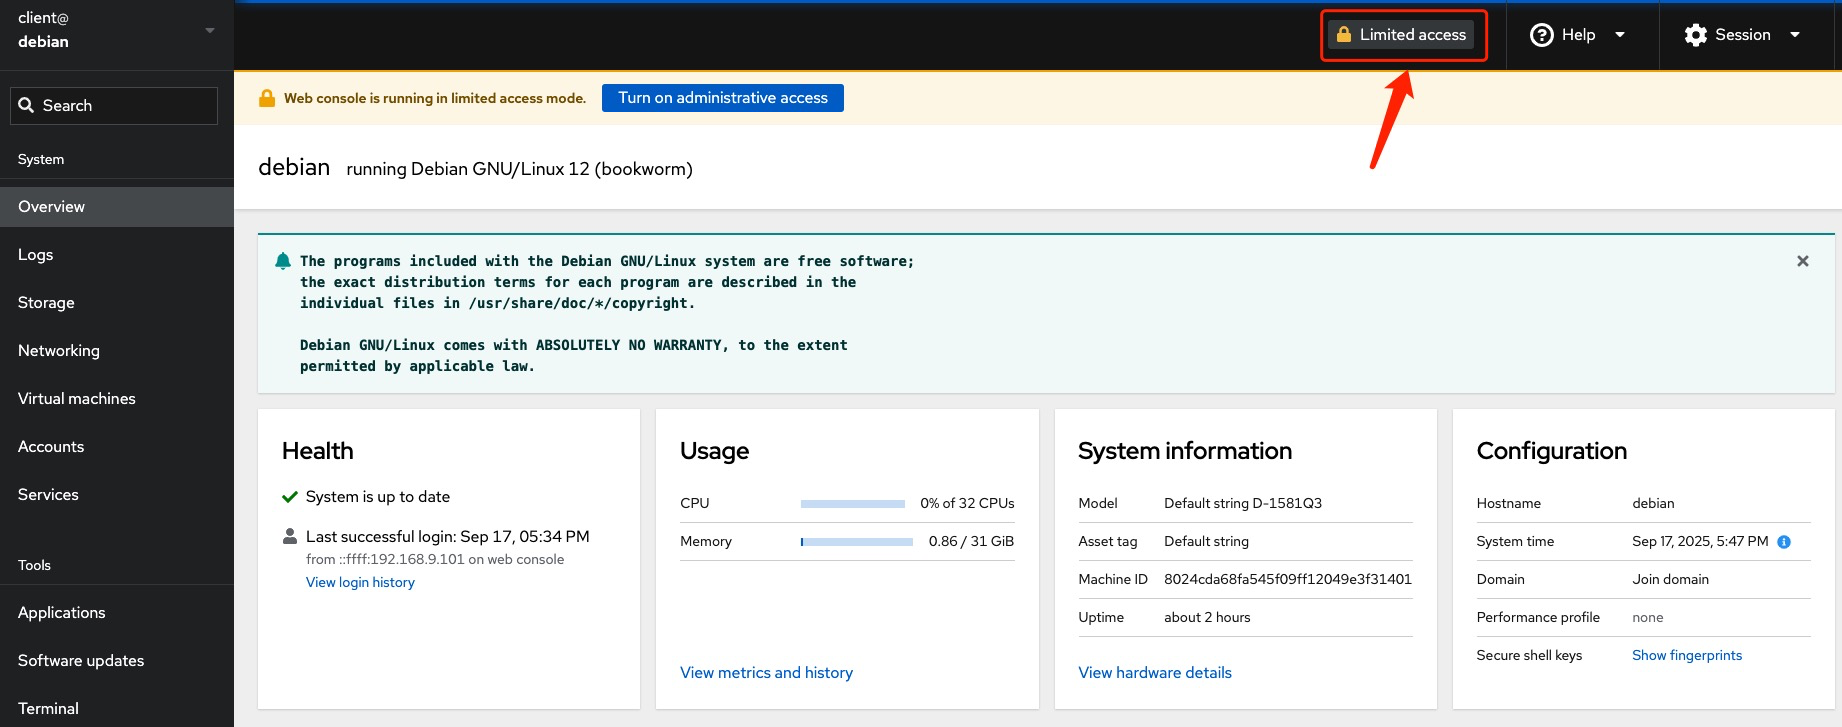 client@
debian
Limited access
Help
Session
Search
Web console is running in limited access mode.
Turn on administrative access
System
debian running Debian GNU/Linux 12 (bookworm)
Overview
Logs
Storage
Networking
Virtual machines
Accounts
Services
Tools
Applications
Software updates
Terminal
The programs included with the Debian GNU/Linux system are free software;
the exact distribution terms for each program are described in the
individual files in /usr/share/doc/*/copyright.
Debian GNU/Linux comes with ABSOLUTELY NO WARRANTY, to the extent
permitted by applicable law.
Health
System is up to date
Last successful login: Sep 17, 05:34 PM
from ::ffff:192.168.9.101 on web console
View login history
Usage
CPU 0% of 32 CPUs
Memory 0.86 / 31 GiB
View metrics and history
System information
Model Default string D-1581Q3
Asset tag Default string
Machine ID 8024cda68fa545f09ff12049e3f31401
Uptime about 2 hours
View hardware details
Configuration
Hostname debian
System time Sep 17, 2025, 5:47 PM
Domain Join domain
Performance profile none
Secure shell keys Show fingerprints